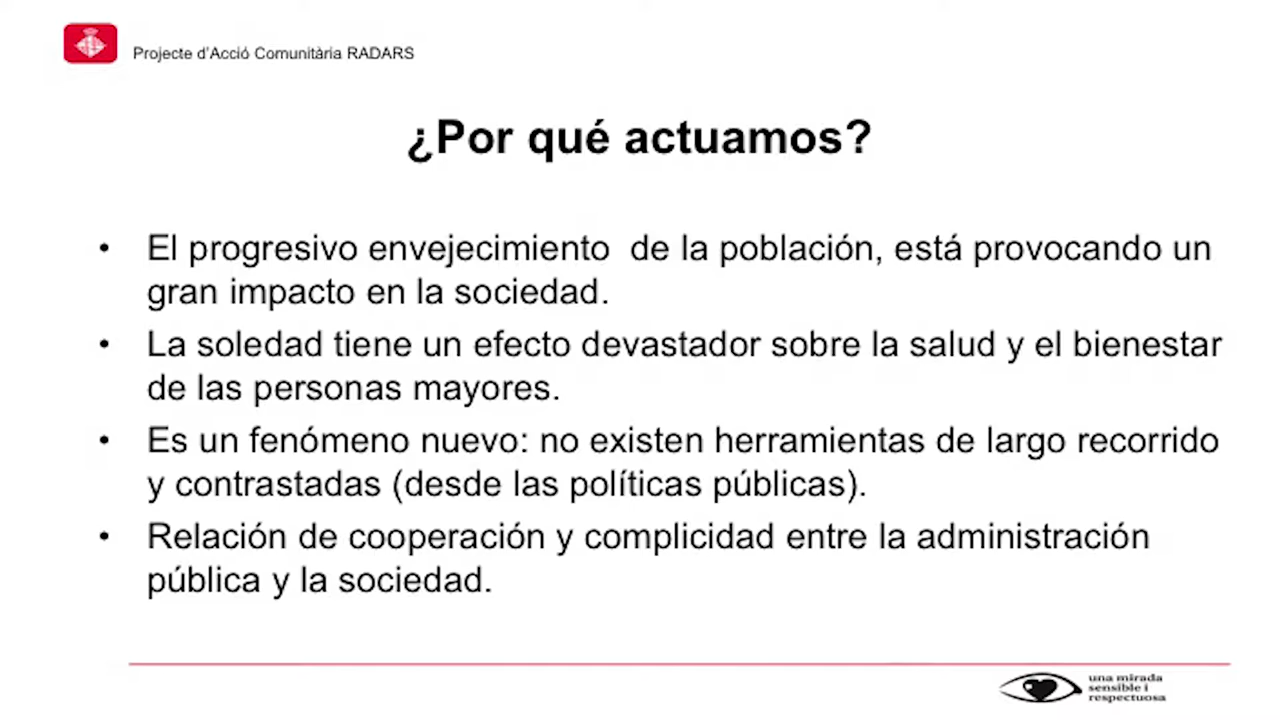 Projecte d'Acció Comunitària RADARS
¿Por qué actuamos?
• El progresivo envejecimiento de la población, está provocando un
gran impacto en la sociedad.
• La soledad tiene un efecto devastador sobre la salud y el bienestar
de las personas mayores.
• Es un fenómeno nuevo: no existen herramientas de largo recorrido
y contrastadas (desde las políticas públicas).
• Relación de cooperación y complicidad entre la administración
pública y la sociedad.
una mirada
sensible i
respectuosa